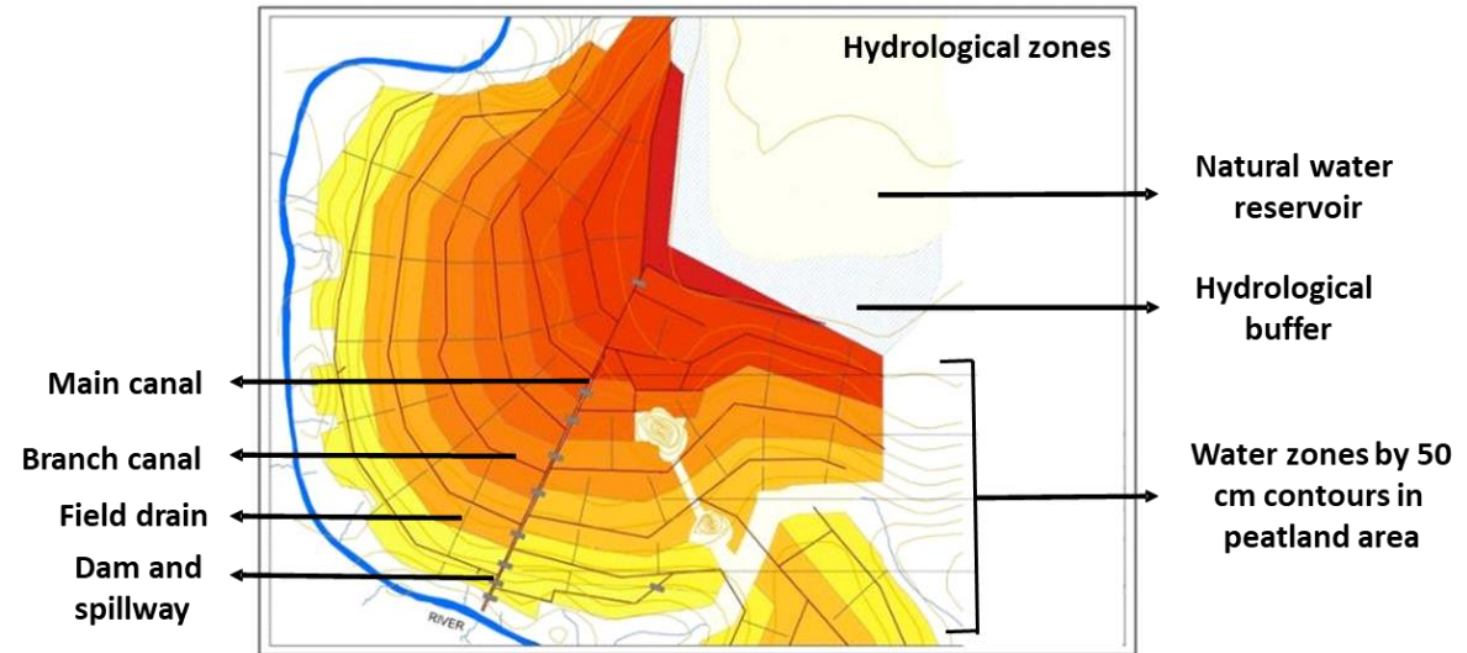 Hydrological zones
Natural water
reservoir
Hydrological
buffer
Main canal
Branch canal
Water zones by 50
cm contours in
peatland area
Field drain
Dam and
spillway
RIVER